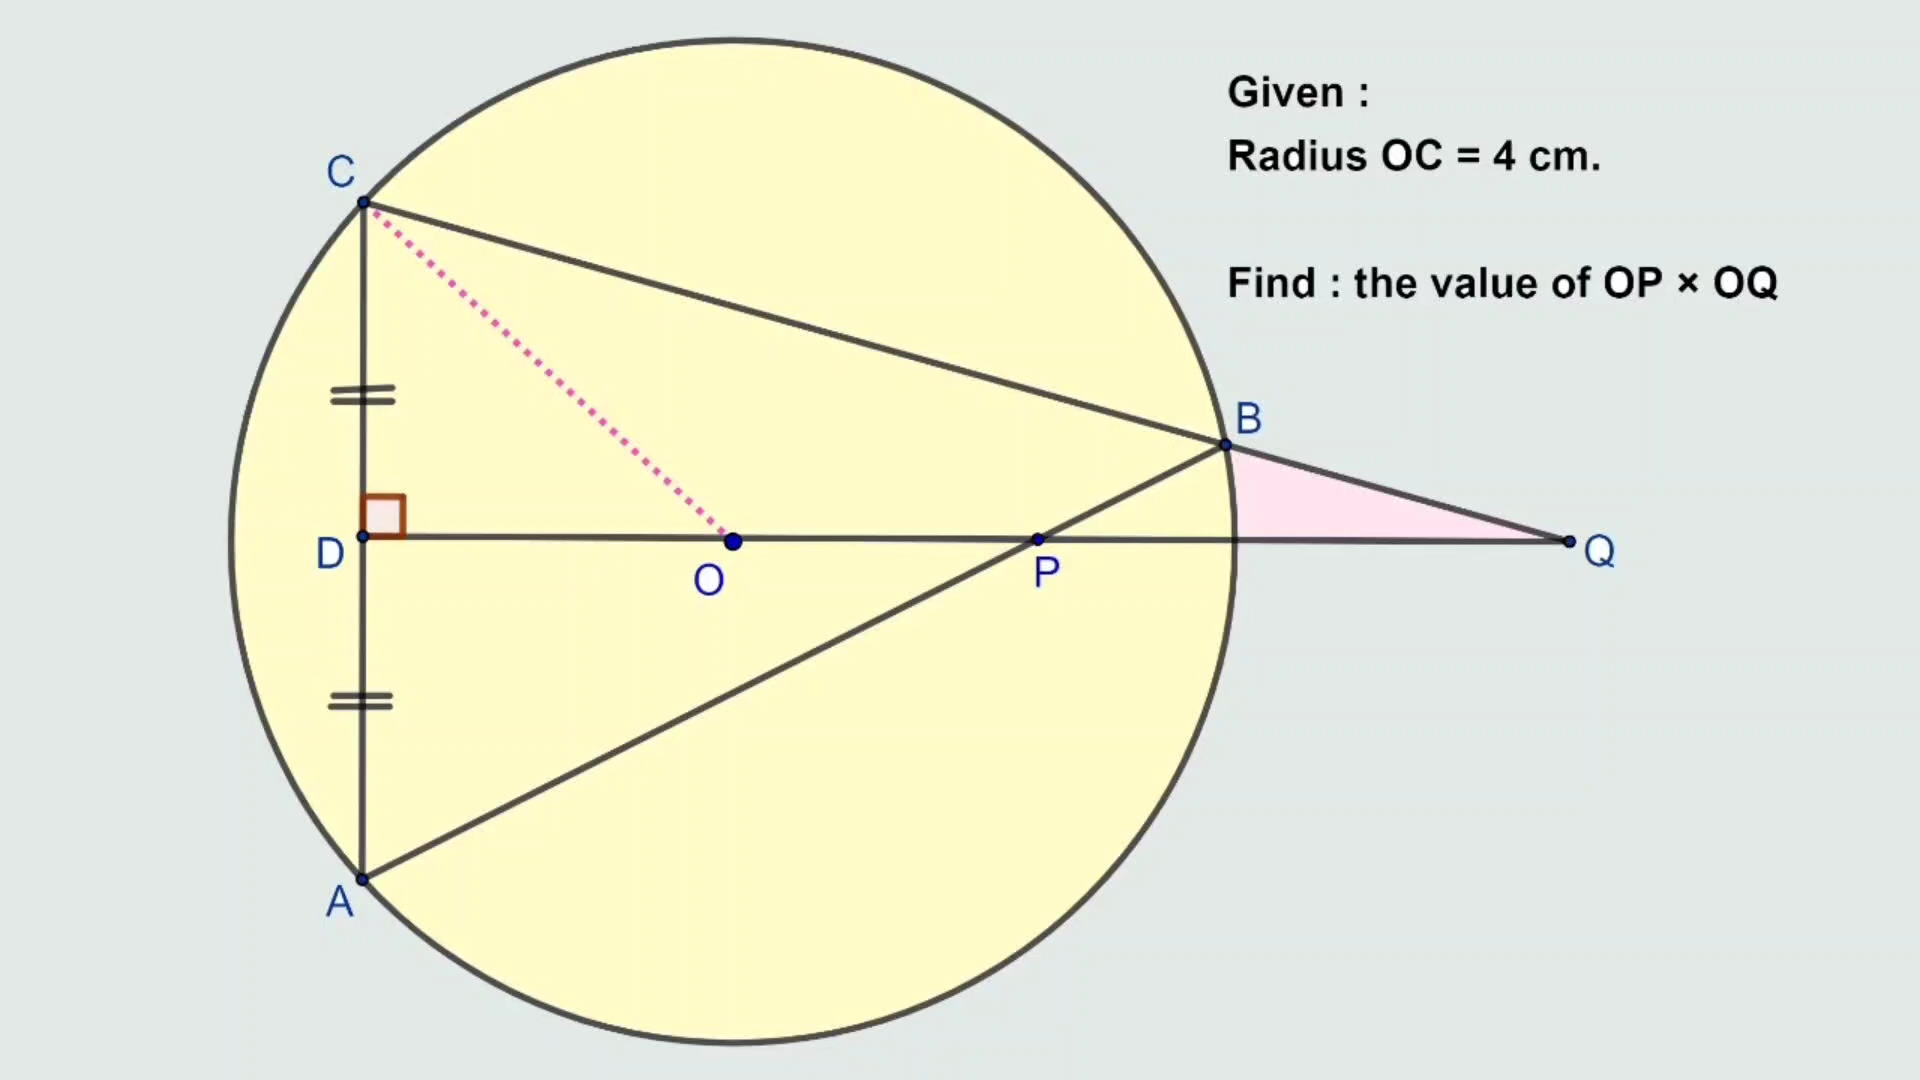 Given :
Radius OC = 4 cm.
Find : the value of OP × OQ
C
B
D
O
P
Q
A